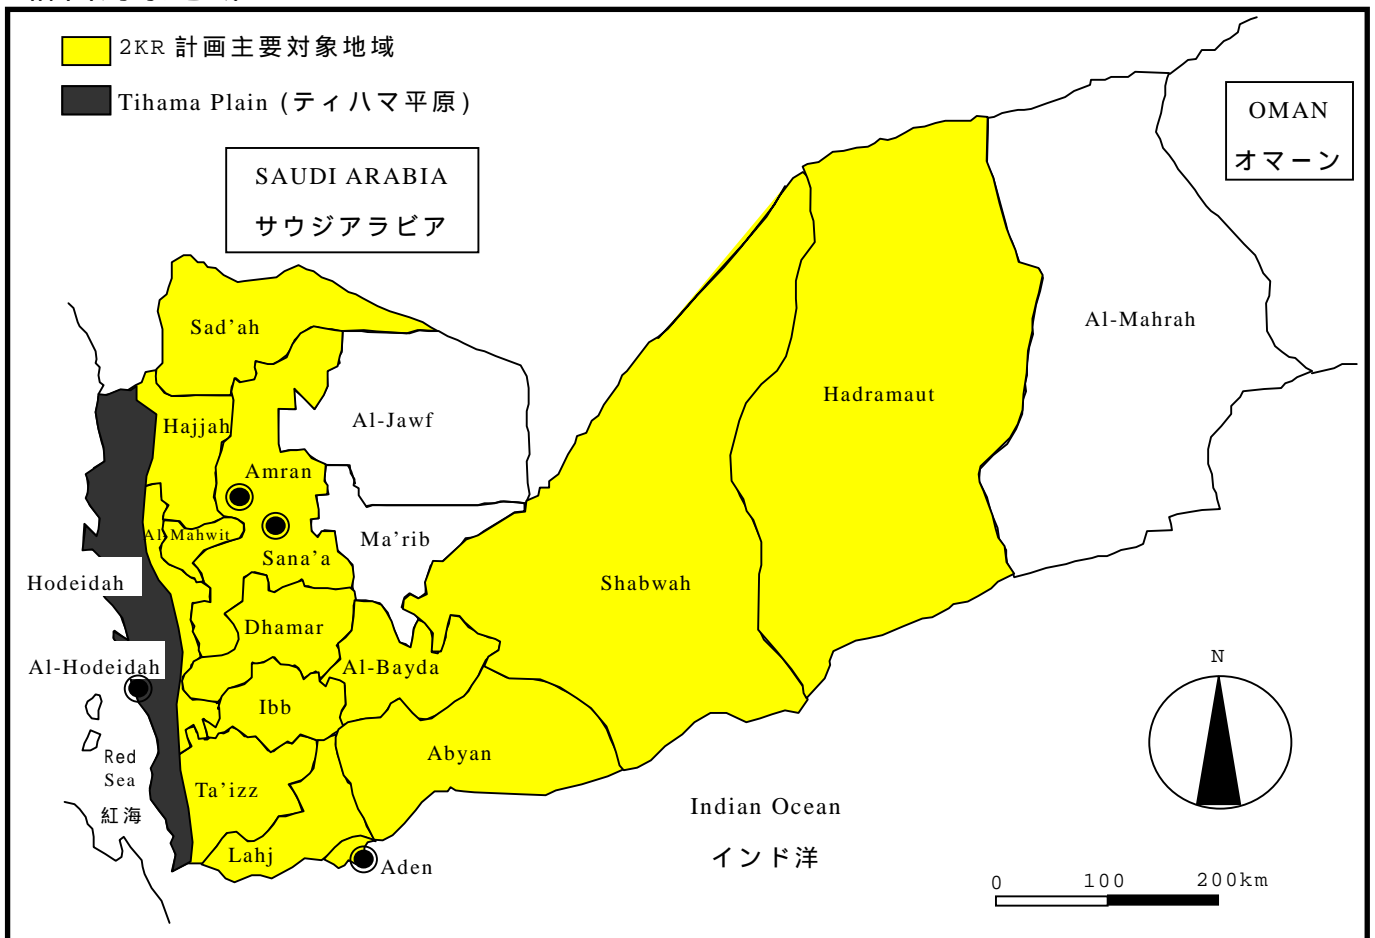 2KR 計画主要対象地域
Tihama Plain (ティハマ平原)
OMAN
オマーン
SAUDI ARABIA
サウジアラビア
Sad’ah
Al-Mahrah
Hadramaut
Hajjah
Al-Jawf
Amran
Al-Mahwit
Ma’rib
Sana’a
Hodeidah
Shabwah
Dhamar
Al-Hodeidah
Al-Bayda
N
Ibb
Red
Sea
紅海
Abyan
Ta’izz
Indian Ocean
インド洋
Lahj
Aden
0 100 200km